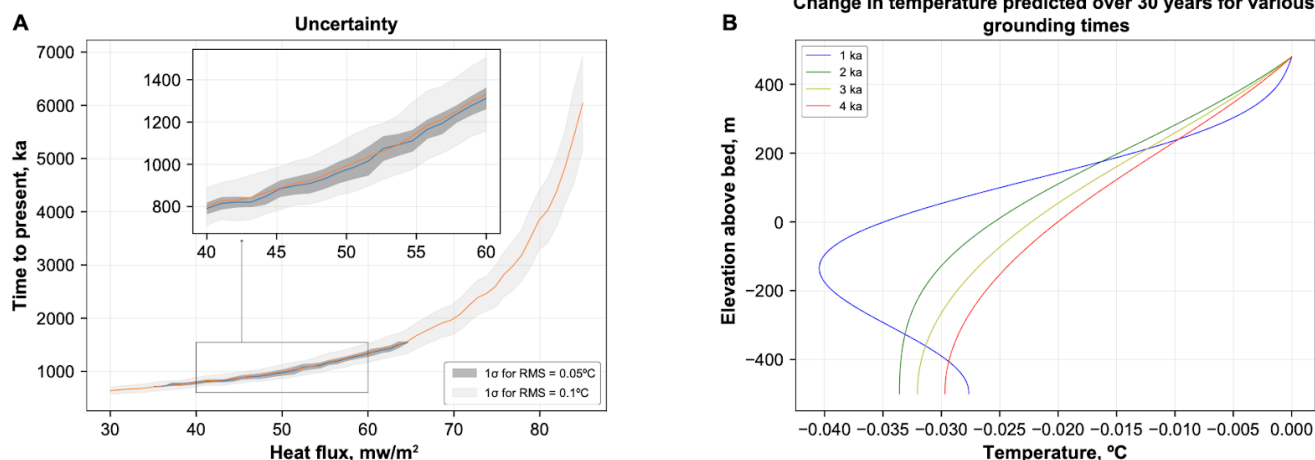 A
Uncertainty
7000
6000
5000
4000
3000
2000
1000
Time to present, ka
1400
1200
1000
800
40 45 50 55 60
1σ for RMS = 0.05ºC
1σ for RMS = 0.1ºC
30 40 50 60 70 80
Heat flux, mw/m²
B
Change in temperature predicted over 30 years for various
grounding times
1 ka
2 ka
3 ka
4 ka
400
200
0
−200
−400
Elevation above bed, m
−0.040 −0.035 −0.030 −0.025 −0.020 −0.015 −0.010 −0.005 0.000
Temperature, ºC